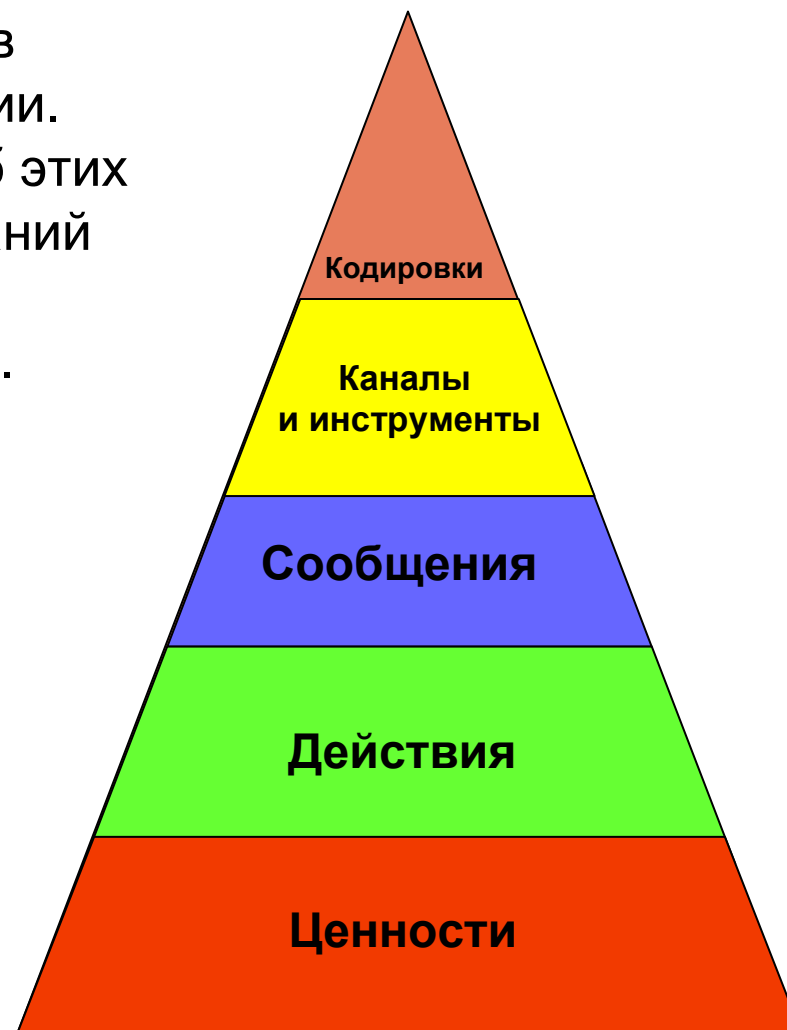 в
ии.
этих
ний
.
Кодировки
Каналы
и инструменты
Сообщения
Действия
Ценности